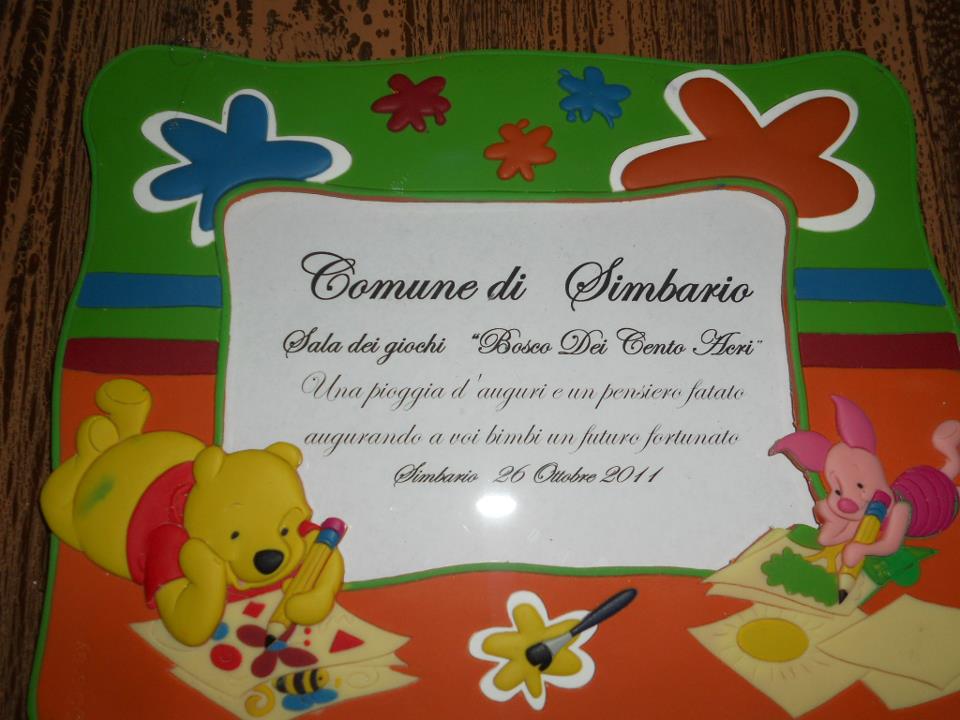 Comune di Simbario
Sala dei giochi "Bosco Dei Cento Acri"
Una pioggia d'auguri e un pensiero fatato
augurando a voi bimbi un futuro fortunato
Simbario 26 Ottobre 2011